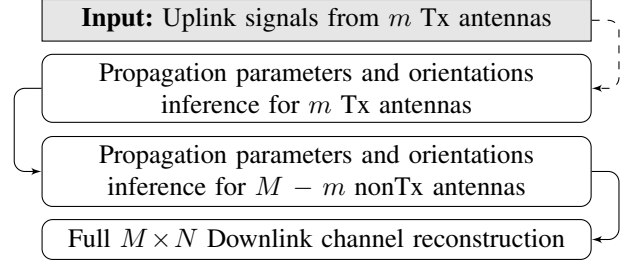 Input: Uplink signals from m Tx antennas
Propagation parameters and orientations
inference for m Tx antennas
Propagation parameters and orientations
inference for M − m nonTx antennas
Full M × N Downlink channel reconstruction